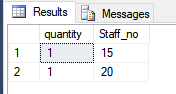 Results Messages
quantity Staff_no
1 1 15
2 1 20